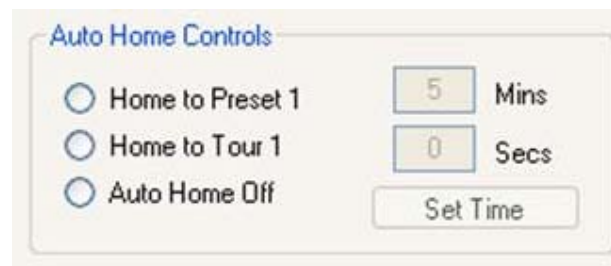 Auto Home Controls
Home to Preset 1 5 Mins
Home to Tour 1 0 Secs
Auto Home Off Set Time